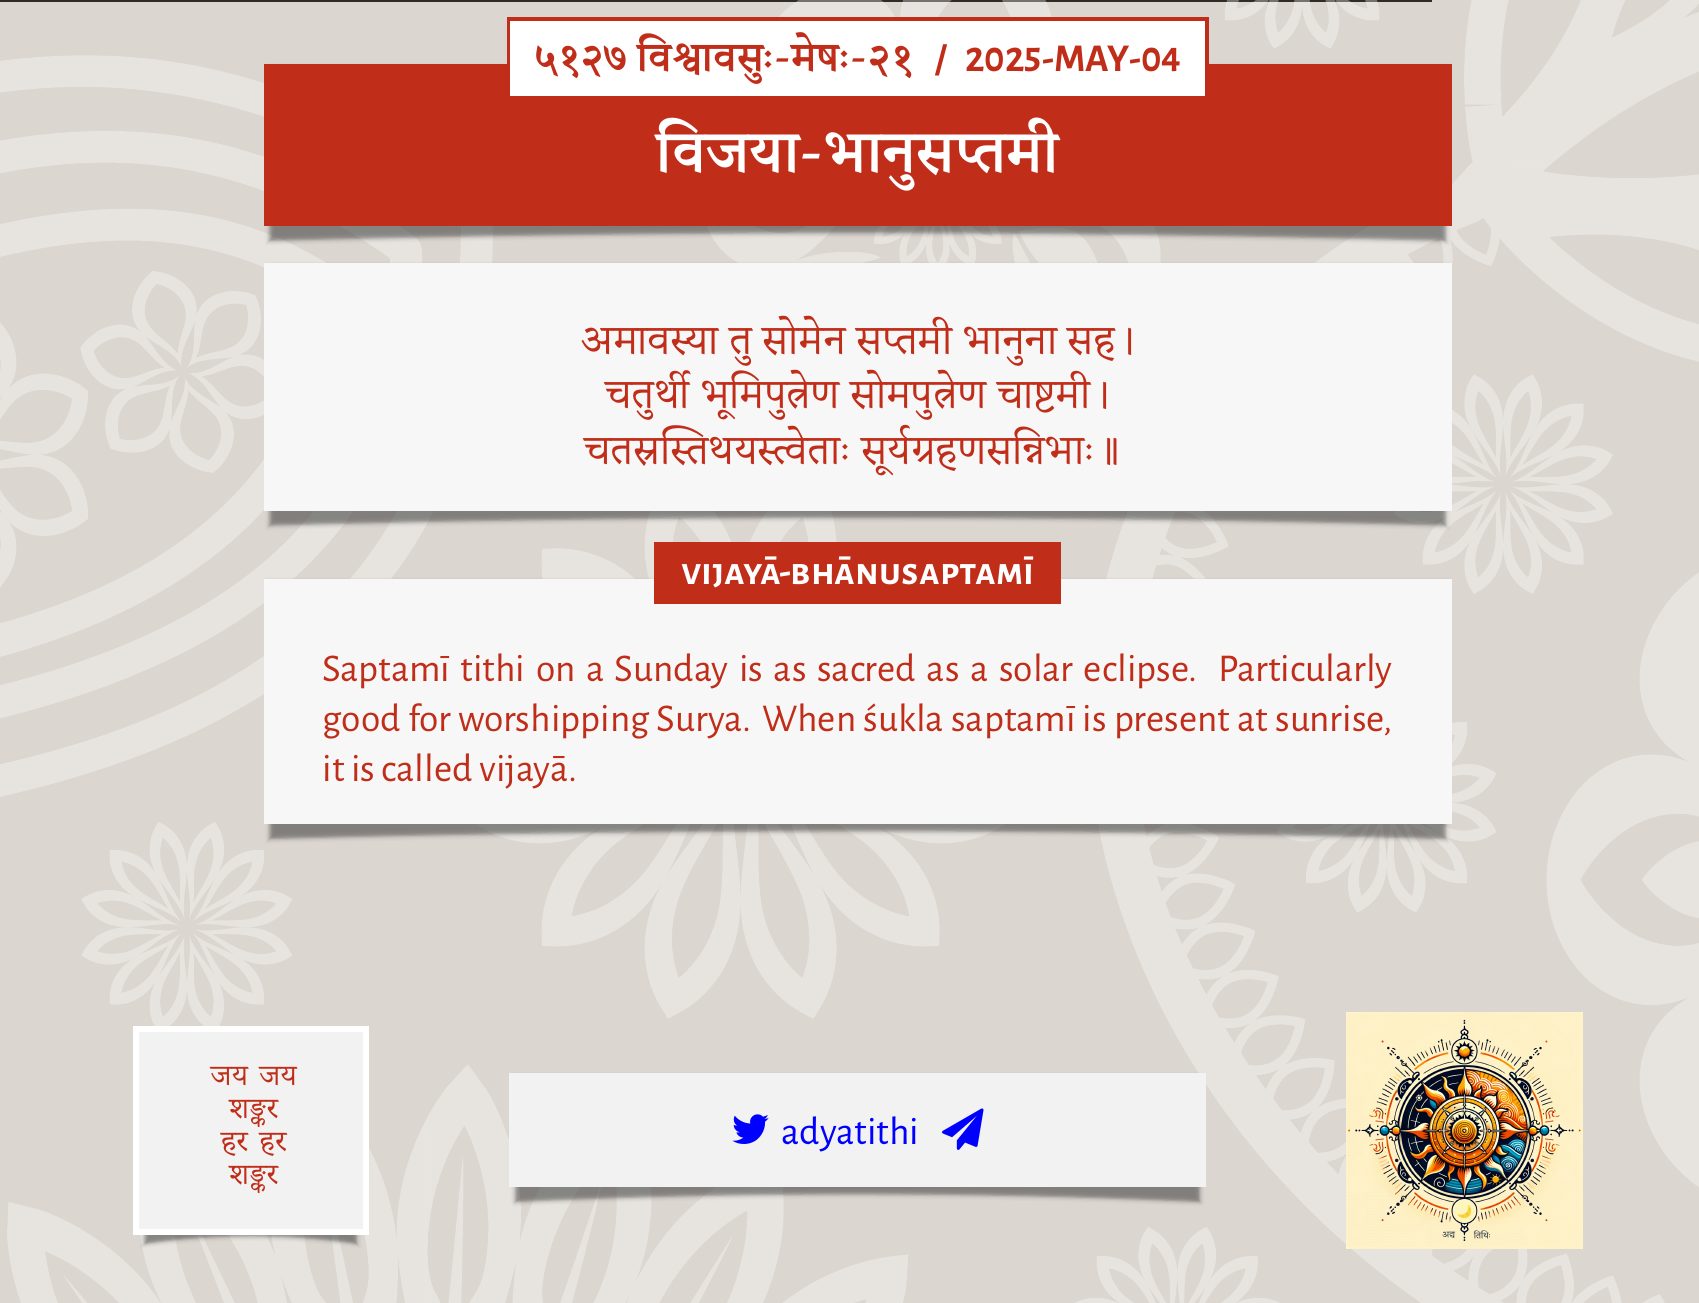 ५१२७ विश्वावसुः-मेषः-२१ / 2025-MAY-04
विजया-भानुसप्तमी
अमावस्या तु सोमेन सप्तमी भानुना सह।
चतुर्थी भूमिपुत्रेण सोमपुत्रेण चाष्टमी।
चतस्रस्तिथयस्त्वेताः सूर्यग्रहणसन्निभाः॥
VIJAYĀ-BHĀNUSAPTAMĪ
Saptamī tithi on a Sunday is as sacred as a solar eclipse. Particularly
good for worshipping Surya. When śukla saptamī is present at sunrise,
it is called vijayā.
जय जय
शङ्कर
हर हर
शङ्कर
adyatithi
अद्य तिथिः